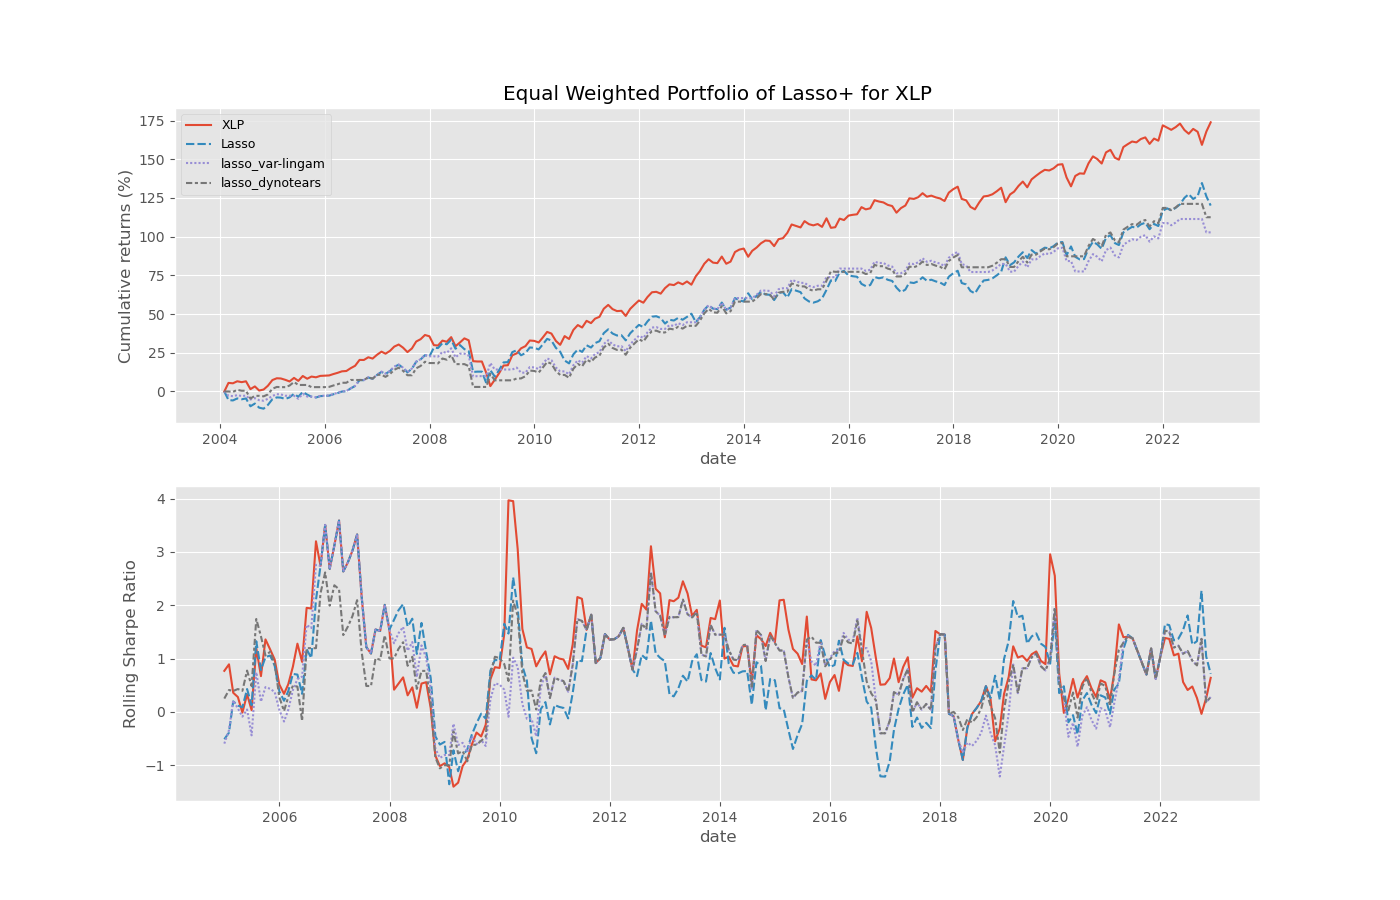 Equal Weighted Portfolio of Lasso+ for XLP
Cumulative returns (%)
175
150
125
100
75
50
25
0
XLP
Lasso
lasso_var-lingam
lasso_dynotears
2004 2006 2008 2010 2012 2014 2016 2018 2020 2022
date
Rolling Sharpe Ratio
4
3
2
1
0
−1
2006 2008 2010 2012 2014 2016 2018 2020 2022
date